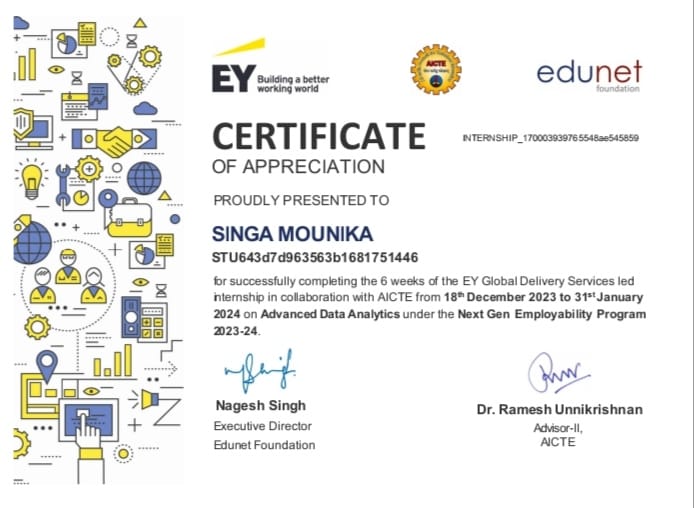 EY Building a better
working world
AICTE
edunet
foundation
CERTIFICATE
OF APPRECIATION
INTERNSHIP_1700039397655 48ae545859
PROUDLY PRESENTED TO
SINGA MOUNIKA
STU643d7d963563b1681751446
for successfully completing the 6 weeks of the EY Global Delivery Services led
internship in collaboration with AICTE from 18th December 2023 to 31st January
2024 on Advanced Data Analytics under the Next Gen Employability Program
2023-24.
Nagesh Singh
Executive Director
Edunet Foundation
Dr. Ramesh Unnikrishnan
Advisor-II,
AICTE